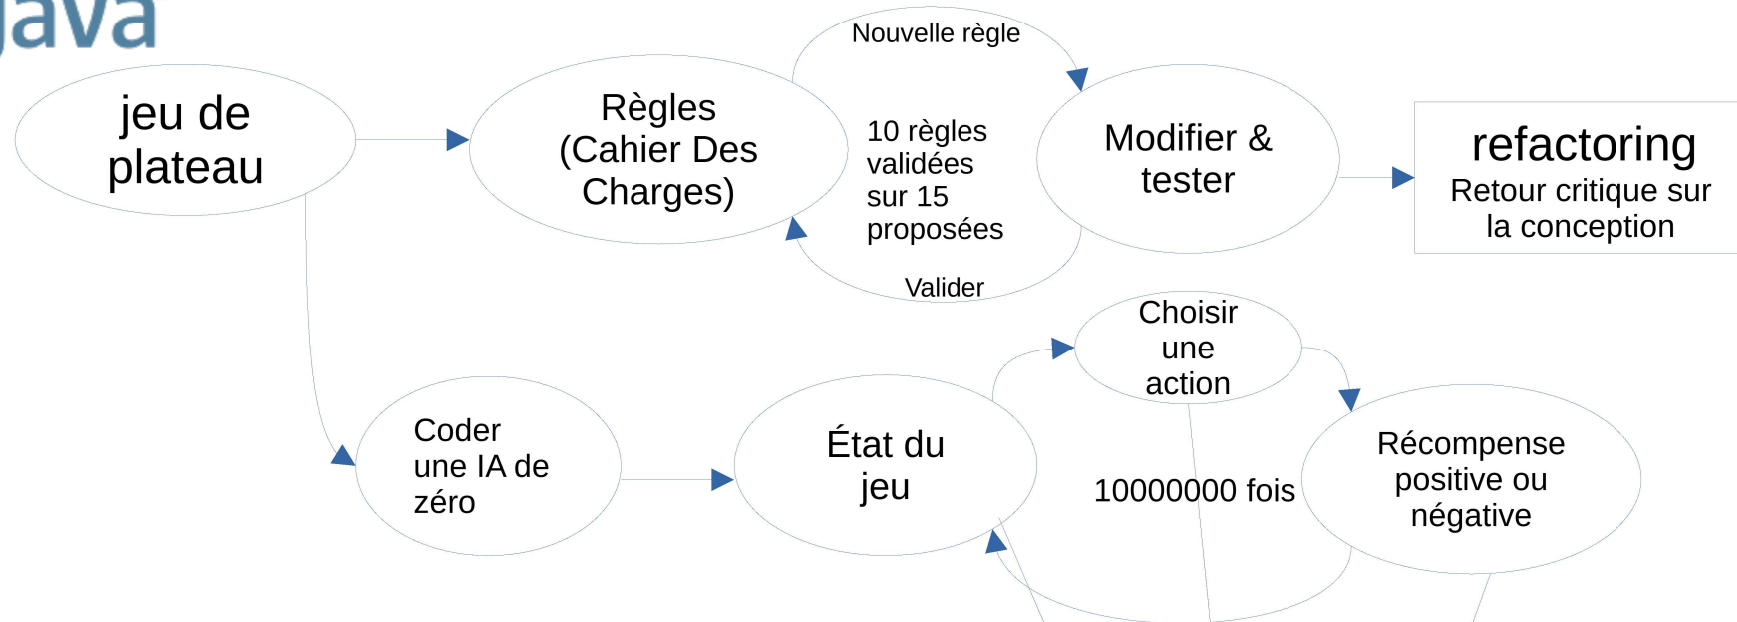 java
jeu de
plateau
Règles
(Cahier Des
Charges)
Nouvelle règle
10 règles
validées
sur 15
proposées
Valider
Modifier &
tester
refactoring
Retour critique sur
la conception
Coder
une IA de
zéro
État du
jeu
Choisir
une
action
10000000 fois
Récompense
positive ou
négative